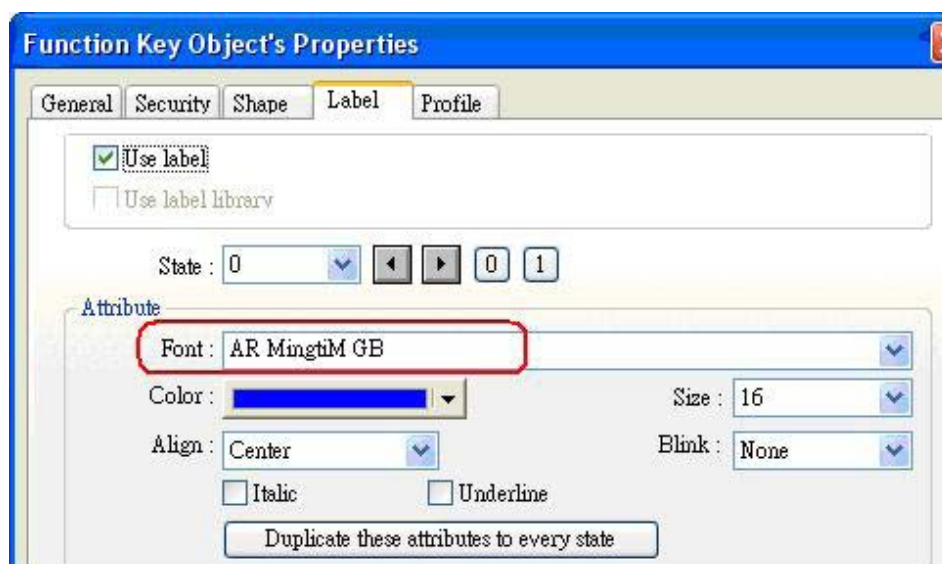 Function Key Object's Properties
General Security Shape Label Profile
Use label
Use label library
State : 0 0 1
Attribute
Font : AR MingtiM GB
Color : Size : 16
Align : Center Blink : None
Italic Underline
Duplicate these attributes to every state